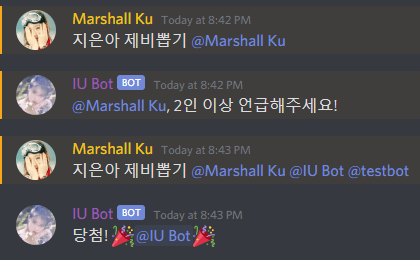 Marshall Ku Today at 8:42 PM
지은아 제비뽑기 @Marshall Ku
IU Bot BOT Today at 8:42 PM
@Marshall Ku, 2인 이상 언급해주세요!
Marshall Ku Today at 8:43 PM
지은아 제비뽑기 @Marshall Ku @IU Bot @testbot
IU Bot BOT Today at 8:43 PM
당첨! 🎉@IU Bot🎉